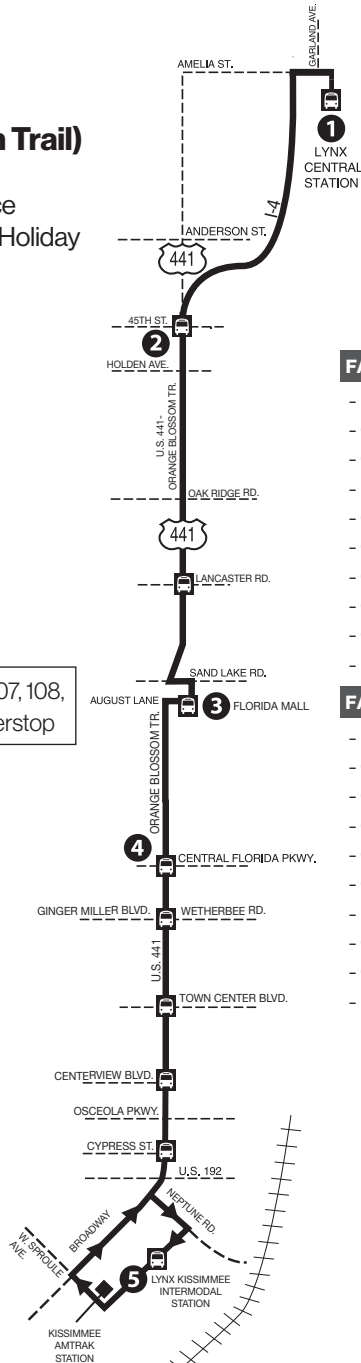 GARLAND AVE.
AMELIA ST.
1
LYNX
CENTRAL
STATION
Trail)
Holiday
I-4
ANDERSON ST.
441
45TH ST.
2
HOLDEN AVE.
U.S. 441-
ORANGE BLOSSOM TR.
OAK RIDGE RD.
441
LANCASTER RD.
SAND LAKE RD.
07, 108,
erstop
AUGUST LANE
3 FLORIDA MALL
ORANGE BLOSSOM TR.
4
CENTRAL FLORIDA PKWY.
GINGER MILLER BLVD.
WETHERBEE RD.
U.S. 441
TOWN CENTER BLVD.
CENTERVIEW BLVD.
OSCEOLA PKWY.
CYPRESS ST.
U.S. 192
NEPTUNE RD.
BROADWAY
W. SPROULE
AVE.
5
LYNX KISSIMMEE
INTERMODAL
STATION
KISSIMMEE
AMTRAK
STATION